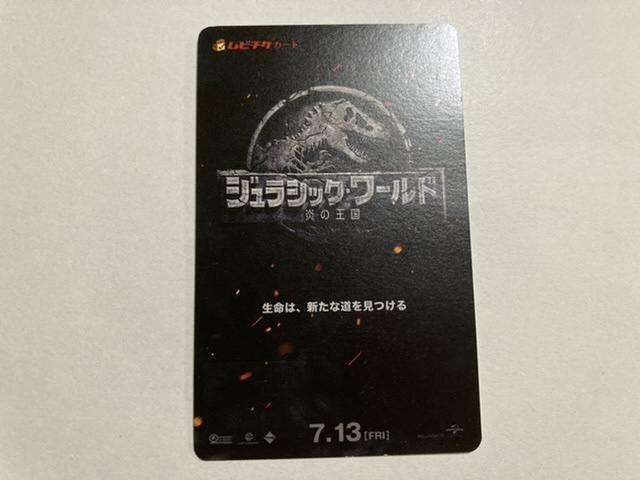 ムビチケカード
ジュラシック・ワールド
炎の王国
生命は、新たな道を見つける
7.13[FRI]